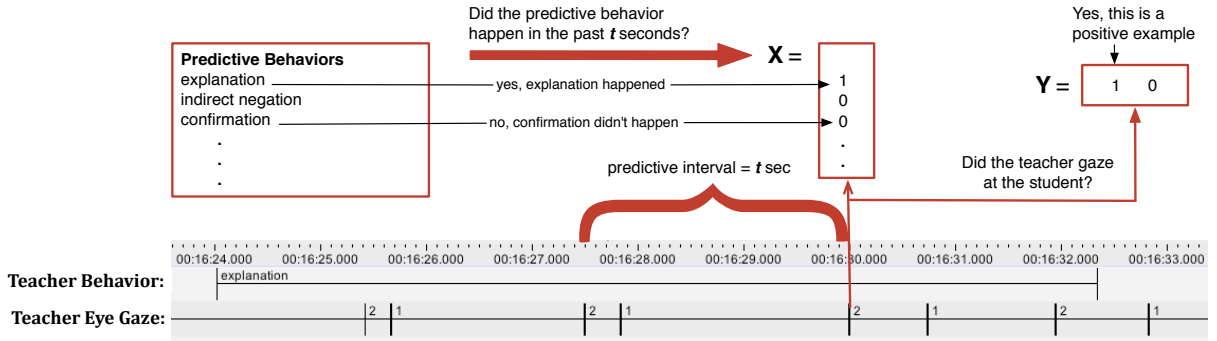 Did the predictive behavior
happen in the past t seconds?
Yes, this is a
positive example
Predictive Behaviors
explanation
indirect negation
confirmation
.
.
.
yes, explanation happened
no, confirmation didn't happen
X =
1
0
0
.
.
Y =
1 0
predictive interval = t sec
Did the teacher gaze
at the student?
00:16:24.000 00:16:25.000 00:16:26.000 00:16:27.000 00:16:28.000 00:16:29.000 00:16:30.000 00:16:31.000 00:16:32.000 00:16:33.000
Teacher Behavior: explanation
Teacher Eye Gaze: 2 1 2 1 2 1 2 1